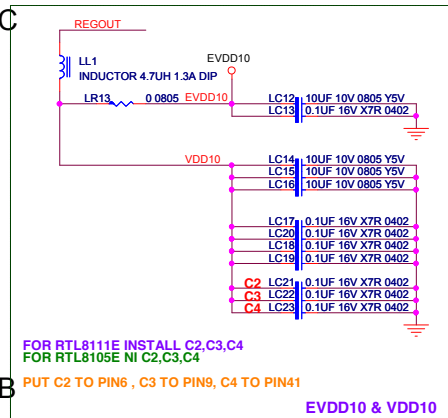 C
REGOUT
LL1
INDUCTOR 4.7UH 1.3A DIP
EVDD10
LR13 0 0805 EVDD10
LC12 10UF 10V 0805 Y5V
LC13 0.1UF 16V X7R 0402
VDD10
LC14 10UF 10V 0805 Y5V
LC15 10UF 10V 0805 Y5V
LC16 10UF 10V 0805 Y5V
LC17 0.1UF 16V X7R 0402
LC20 0.1UF 16V X7R 0402
LC18 0.1UF 16V X7R 0402
LC19 0.1UF 16V X7R 0402
C2 LC21 0.1UF 16V X7R 0402
C3 LC22 0.1UF 16V X7R 0402
C4 LC23 0.1UF 16V X7R 0402
FOR RTL8111E INSTALL C2,C3,C4
FOR RTL8105E NI C2,C3,C4
B
PUT C2 TO PIN6 , C3 TO PIN9, C4 TO PIN41
EVDD10 & VDD10